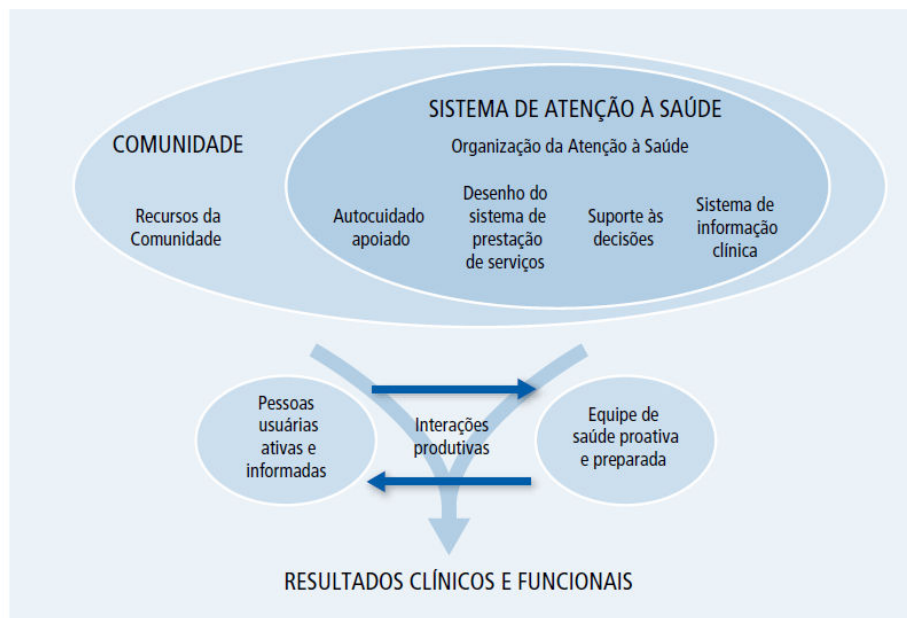 SISTEMA DE ATENÇÃO À SAÚDE
Organização da Atenção à Saúde
COMUNIDADE
Recursos da
Comunidade
Autocuidado
apoiado
Desenho do
sistema de
prestação
de serviços
Suporte às
decisões
Sistema de
informação
clínica
Pessoas
usuárias
ativas e
informadas
Interações
produtivas
Equipe de
saúde proativa
e preparada
RESULTADOS CLÍNICOS E FUNCIONAIS